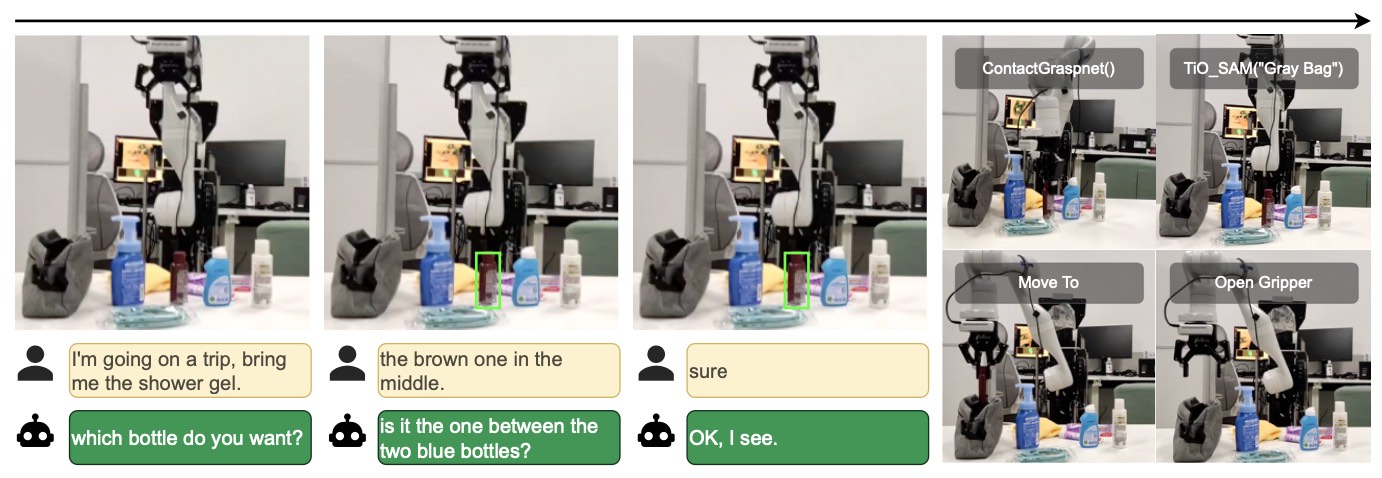 I'm going on a trip, bring
me the shower gel.
which bottle do you want?
the brown one in the
middle.
is it the one between the
two blue bottles?
sure
OK, I see.
ContactGraspnet()
TiO_SAM("Gray Bag")
Move To
Open Gripper